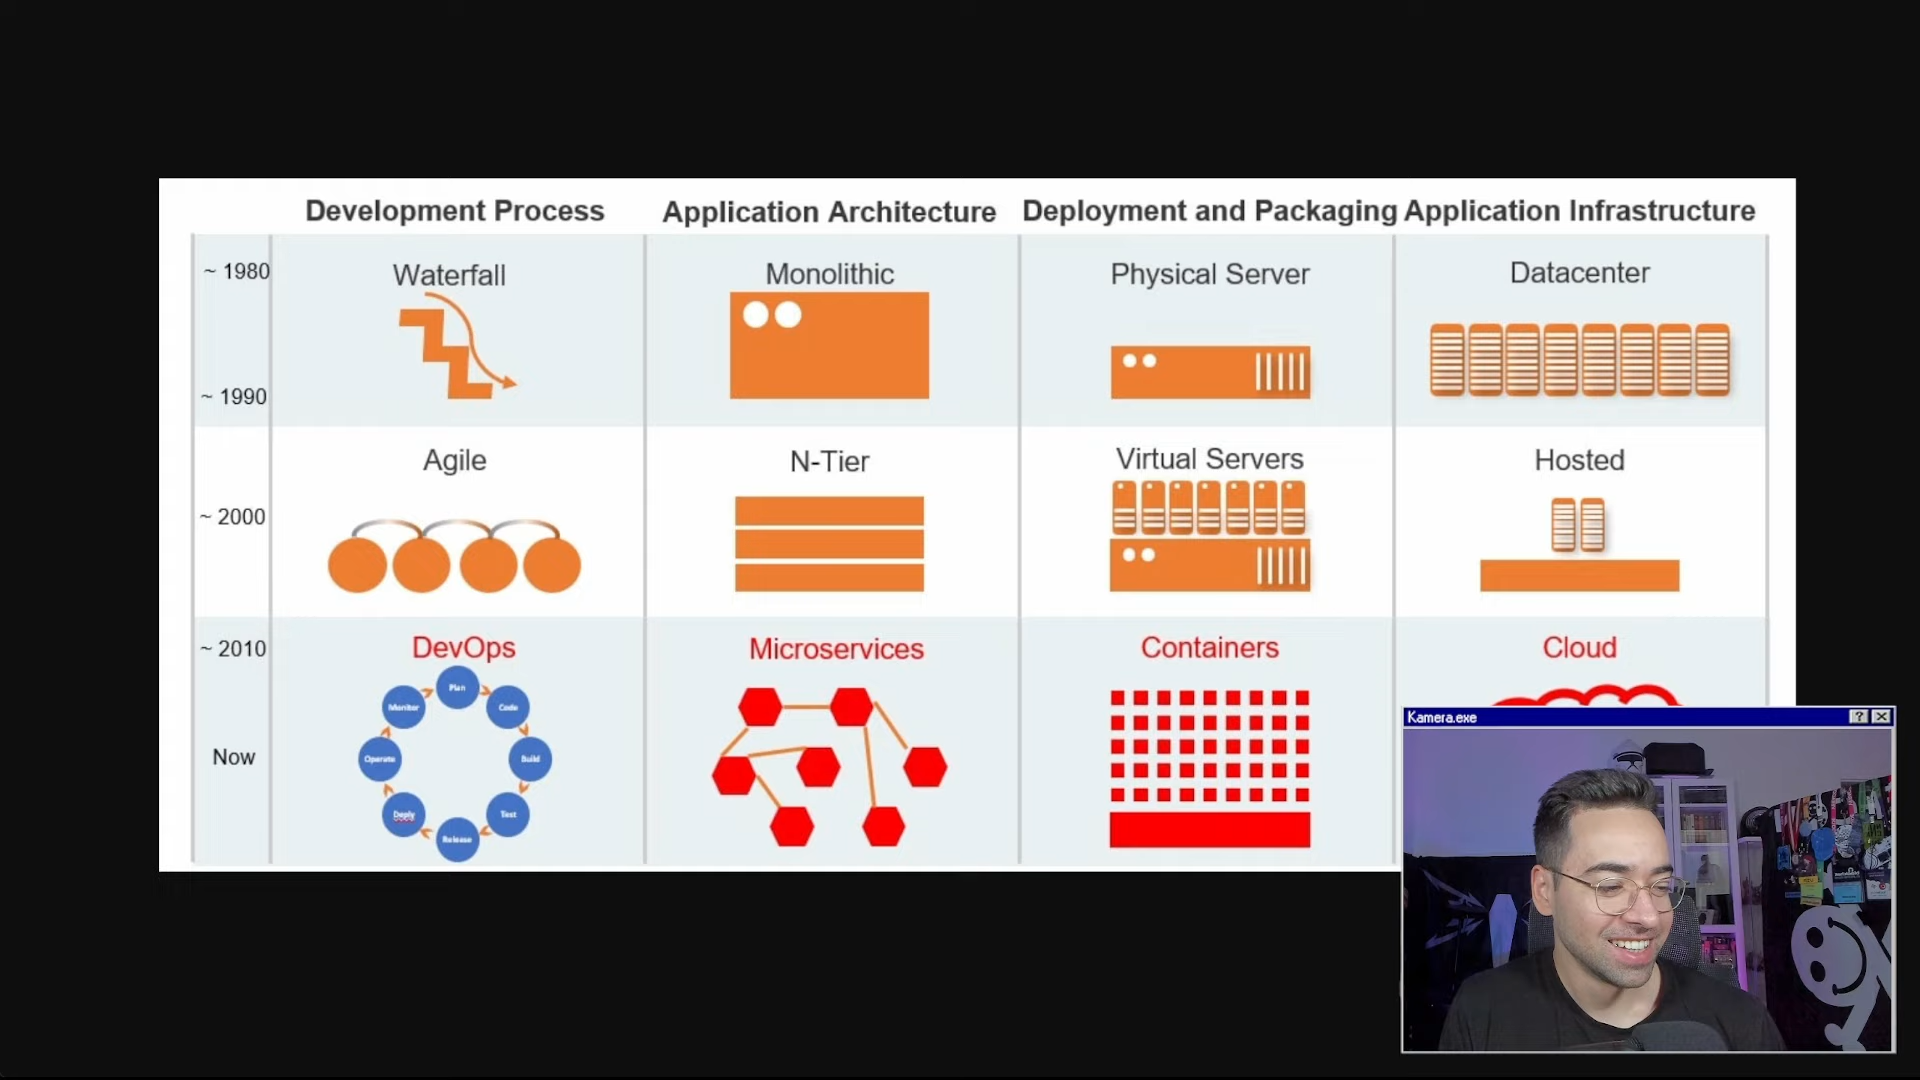 Development Process Application Architecture Deployment and Packaging Application Infrastructure
~ 1980 Waterfall Monolithic Physical Server Datacenter
~ 1990
Agile N-Tier Virtual Servers Hosted
~ 2000
~ 2010 DevOps Microservices Containers Cloud
Now
Plan
Code
Build
Test
Release
Deply
Operate
Monitor
Kamera.exe